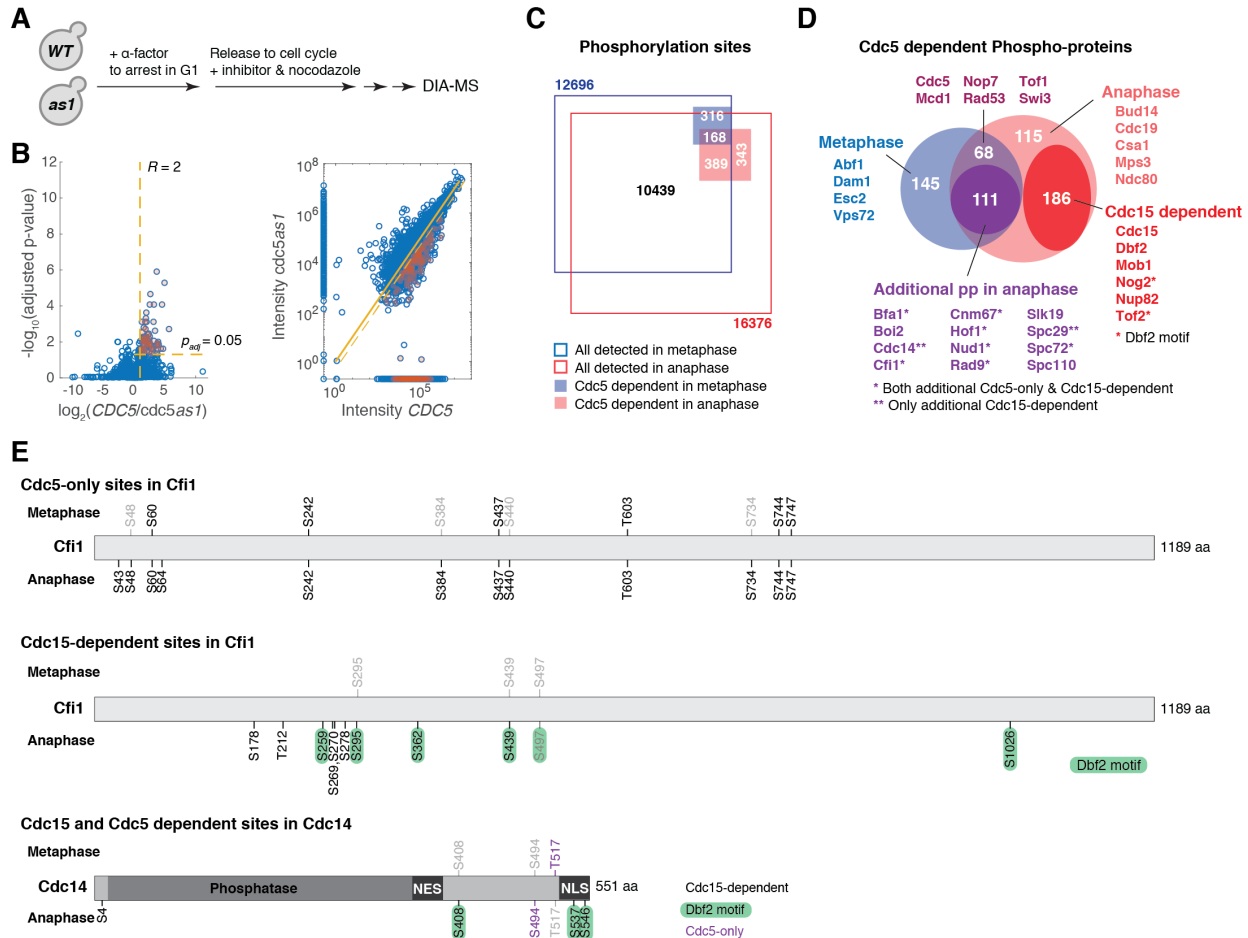 A
WT
as1
+ α-factor
to arrest in G1
Release to cell cycle
+ inhibitor & nocodazole
DIA-MS
B
R = 2
12
10
8
6
4
2
0
-log10(adjusted p-value)
padj = 0.05
-10 -5 0 5 10
log2(CDC5/cdc5as1)
10^8
10^6
10^4
10^2
10^0
Intensity cdc5as1
10^0 10^5
Intensity CDC5
C
Phosphorylation sites
12696
316
168
389
343
10439
16376
All detected in metaphase
All detected in anaphase
Cdc5 dependent in metaphase
Cdc5 dependent in anaphase
D
Cdc5 dependent Phospho-proteins
Cdc5 Nop7 Tof1
Mcd1 Rad53 Swi3
Anaphase
Bud14
Cdc19
Csa1
Mps3
Ndc80
Metaphase
Abf1
Dam1
Esc2
Vps72
115
68
145
111
186
Cdc15 dependent
Cdc15
Dbf2
Mob1
Nog2*
Nup82
Tof2*
* Dbf2 motif
Additional pp in anaphase
Bfa1* Cnm67* Slk19
Boi2 Hof1* Spc29**
Cdc14** Nud1* Spc72*
Cfi1* Rad9* Spc110
* Both additional Cdc5-only & Cdc15-dependent
** Only additional Cdc15-dependent
E
Cdc5-only sites in Cfi1
Metaphase
S48 S60 S242 S384 S437 S440 T603 S734 S744 S747
Cfi1
1189 aa
Anaphase
S43 S48 S60 S64 S242 S384 S437 S440 T603 S734 S744 S747
Cdc15-dependent sites in Cfi1
Metaphase
S295 S439 S497
Cfi1
1189 aa
Anaphase
S178 T212 S259 S269,S270 S278 S295 S362 S439 S497 S1026
Dbf2 motif
Cdc15 and Cdc5 dependent sites in Cdc14
Metaphase
S408 S494 T517
Cdc14
Phosphatase
NES
NLS
551 aa
Anaphase
S4 S408 S494 T517 S537 S546
Cdc15-dependent
Dbf2 motif
Cdc5-only